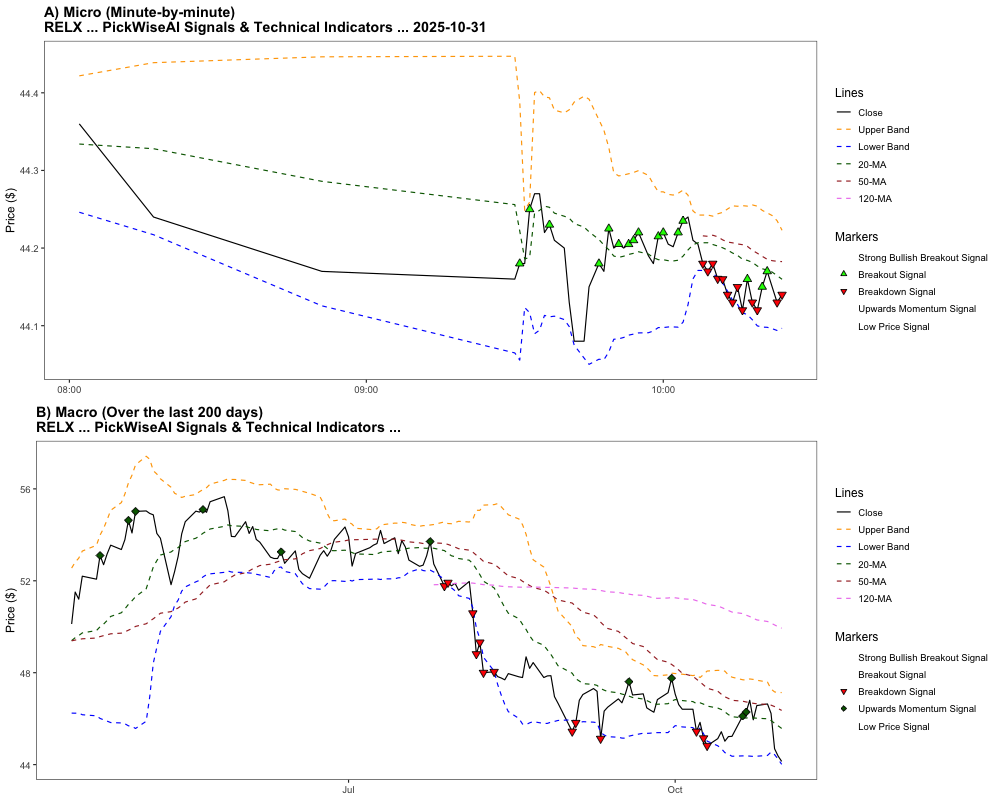 A) Micro (Minute-by-minute)
RELX ... PickWiseAI Signals & Technical Indicators ... 2025-10-31
Price ($)
44.4
44.3
44.2
44.1
08:00
09:00
10:00
Lines
Close
Upper Band
Lower Band
20-MA
50-MA
120-MA
Markers
Strong Bullish Breakout Signal
Breakout Signal
Breakdown Signal
Upwards Momentum Signal
Low Price Signal
B) Macro (Over the last 200 days)
RELX ... PickWiseAI Signals & Technical Indicators ...
Price ($)
56
52
48
44
Jul
Oct
Lines
Close
Upper Band
Lower Band
20-MA
50-MA
120-MA
Markers
Strong Bullish Breakout Signal
Breakout Signal
Breakdown Signal
Upwards Momentum Signal
Low Price Signal